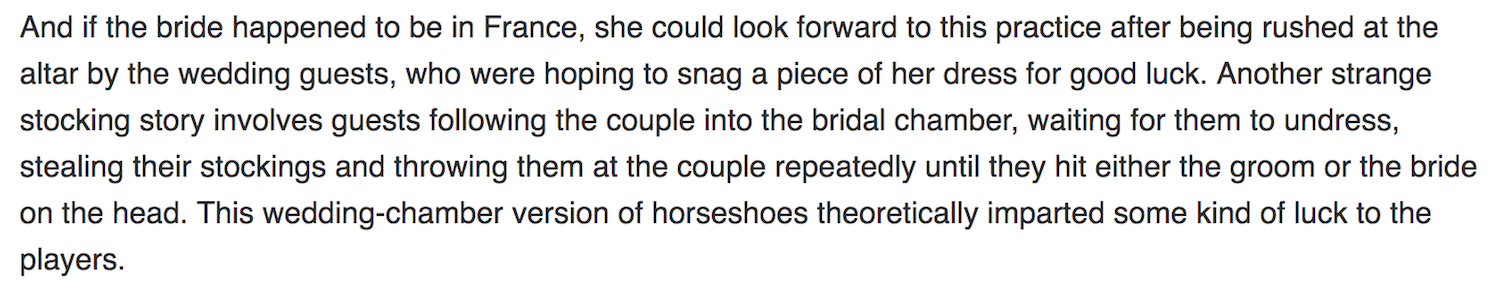 And if the bride happened to be in France, she could look forward to this practice after being rushed at the
altar by the wedding guests, who were hoping to snag a piece of her dress for good luck. Another strange
stocking story involves guests following the couple into the bridal chamber, waiting for them to undress,
stealing their stockings and throwing them at the couple repeatedly until they hit either the groom or the bride
on the head. This wedding-chamber version of horseshoes theoretically imparted some kind of luck to the
players.